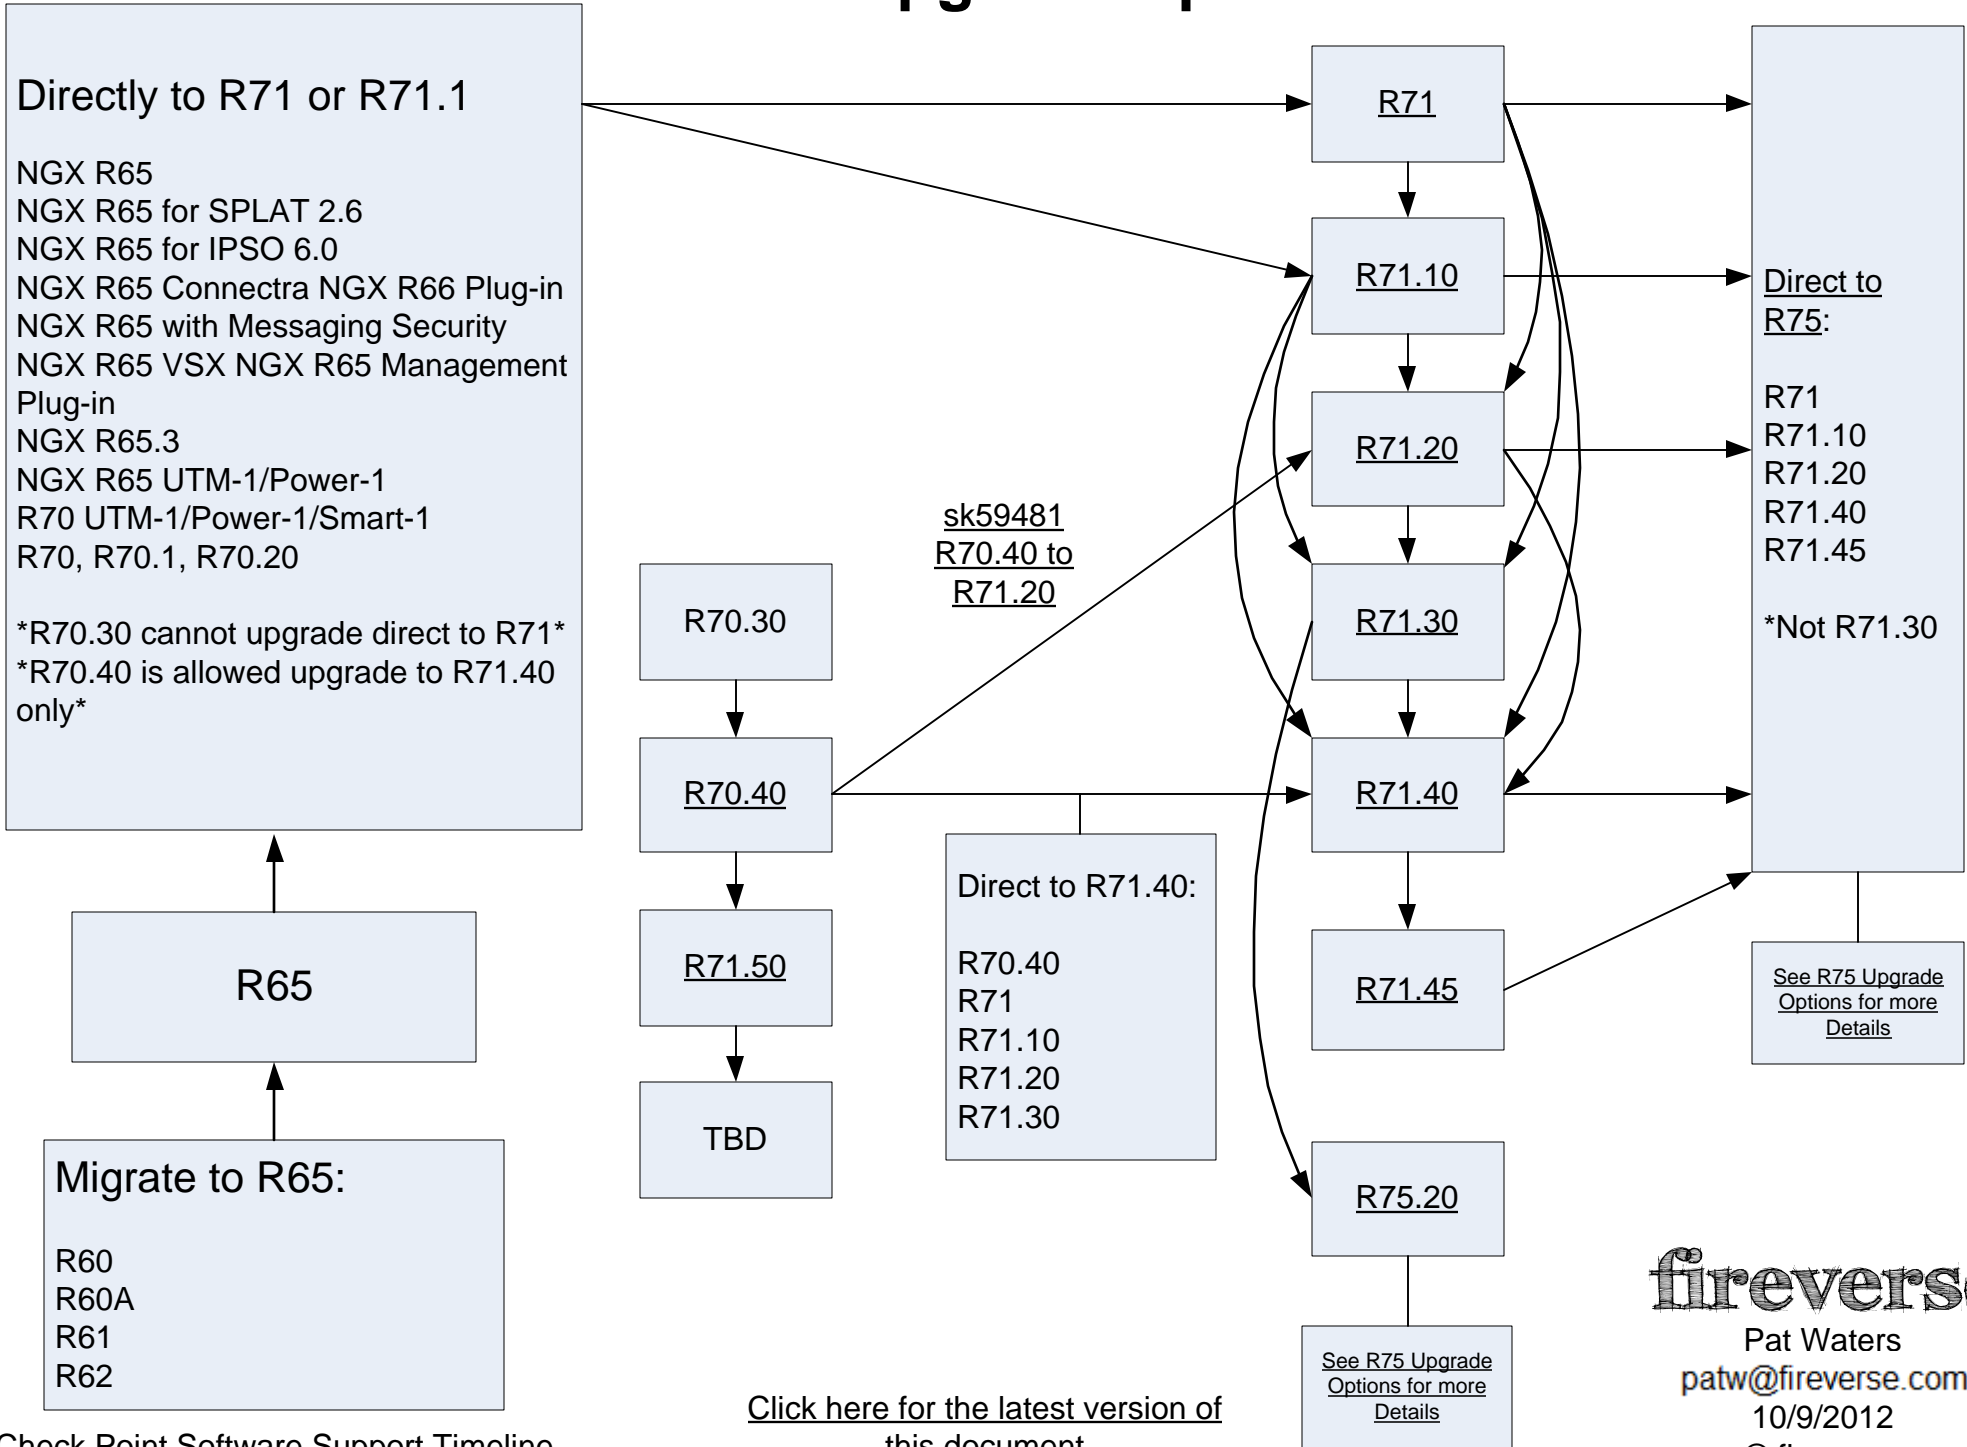 Directly to R71 or R71.1
NGX R65
NGX R65 for SPLAT 2.6
NGX R65 for IPSO 6.0
NGX R65 Connectra NGX R66 Plug-in
NGX R65 with Messaging Security
NGX R65 VSX NGX R65 Management
Plug-in
NGX R65.3
NGX R65 UTM-1/Power-1
R70 UTM-1/Power-1/Smart-1
R70, R70.1, R70.20
*R70.30 cannot upgrade direct to R71*
*R70.40 is allowed upgrade to R71.40
only*
R65
Migrate to R65:
R60
R60A
R61
R62
Check Point Software Support Timeline
R70.30
R70.40
R71.50
TBD
sk59481
R70.40 to
R71.20
Direct to R71.40:
R70.40
R71
R71.10
R71.20
R71.30
Click here for the latest version of
this document
R71
R71.10
R71.20
R71.30
R71.40
R71.45
R75.20
See R75 Upgrade
Options for more
Details
Direct to
R75:
R71
R71.10
R71.20
R71.40
R71.45
*Not R71.30
See R75 Upgrade
Options for more
Details
fireverse
Pat Waters
patw@fireverse.com
10/9/2012